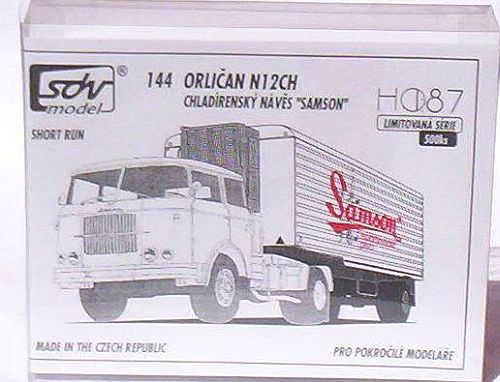 sdv®
model
144 ORLIČAN N12CH
CHLADÍRENSKÝ NÁVĚS "SAMSON"
H0 87
LIMITOVANÁ SERIE
500ks
SHORT RUN
Samson
MADE IN THE CZECH REPUBLIC
PRO POKROČILÉ MODELÁŘE